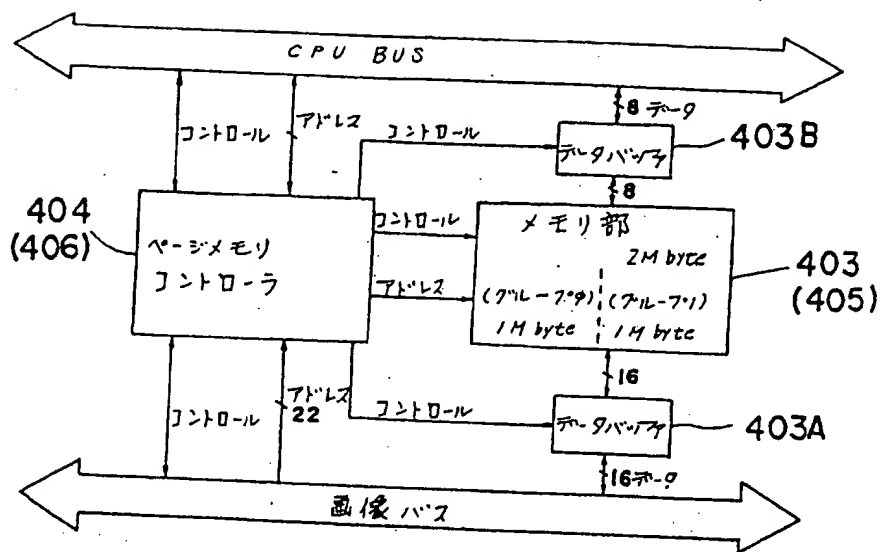 CPU BUS
コントロール
アドレス
コントロール
8 データ
データバッファ
403B
8
404
(406)
ページメモリ
コントローラ
コントロール
アドレス
メモリ部
2M byte
(グループφ)
(グループ1)
1M byte
1M byte
403
(405)
16
コントロール
アドレス
22
コントロール
データバッファ
403A
16データ
画像バス